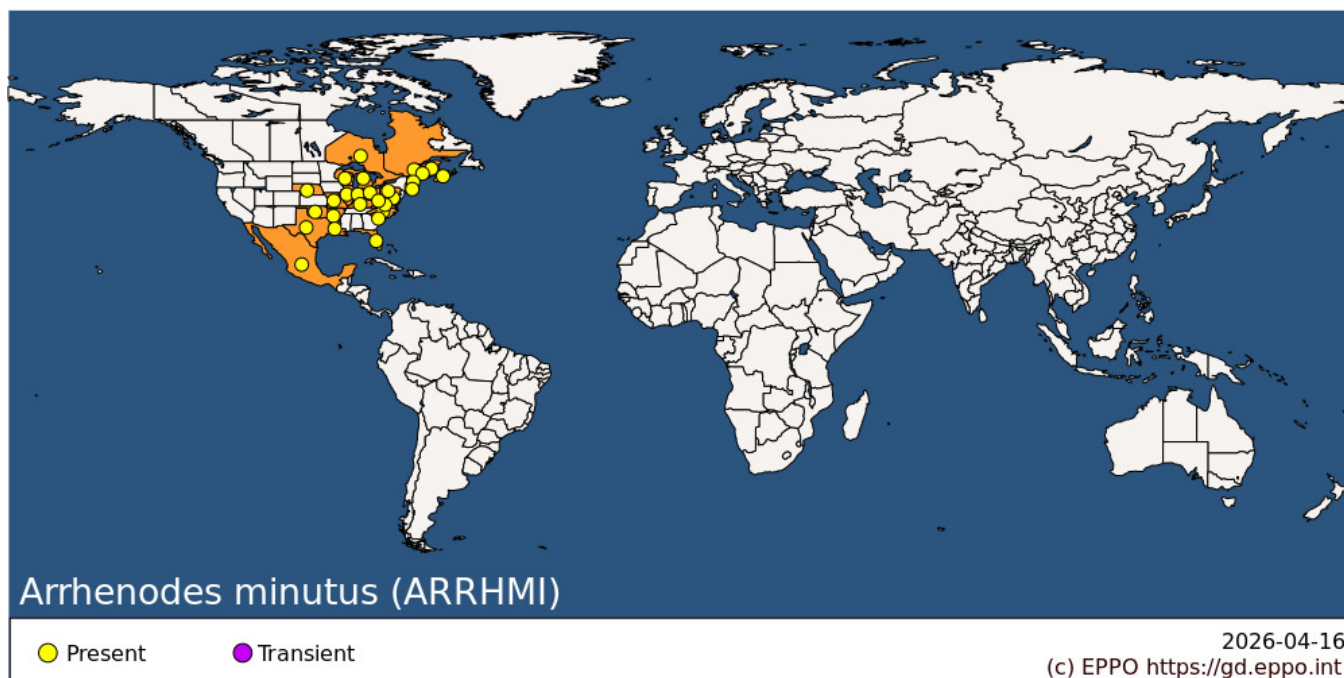 Arrhenodes minutus (ARRHMI)
Present
Transient
2026-04-16
(c) EPPO https://gd.eppo.int